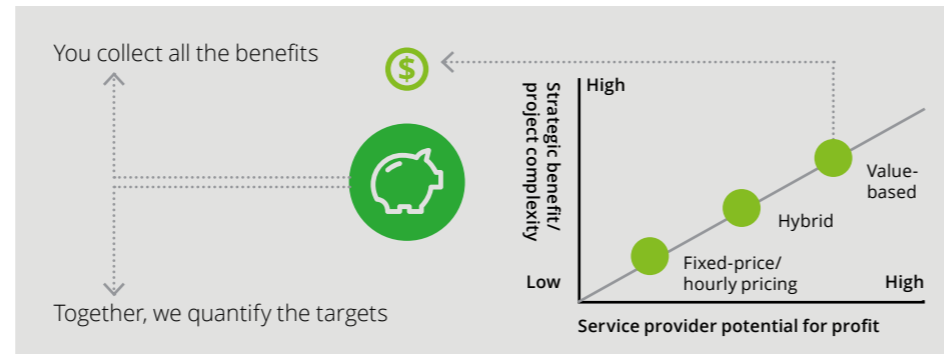 You collect all the benefits
$
Together, we quantify the targets
Strategic benefit/
project complexity
High
Low
Value-
based
Hybrid
Fixed-price/
hourly pricing
High
Service provider potential for profit